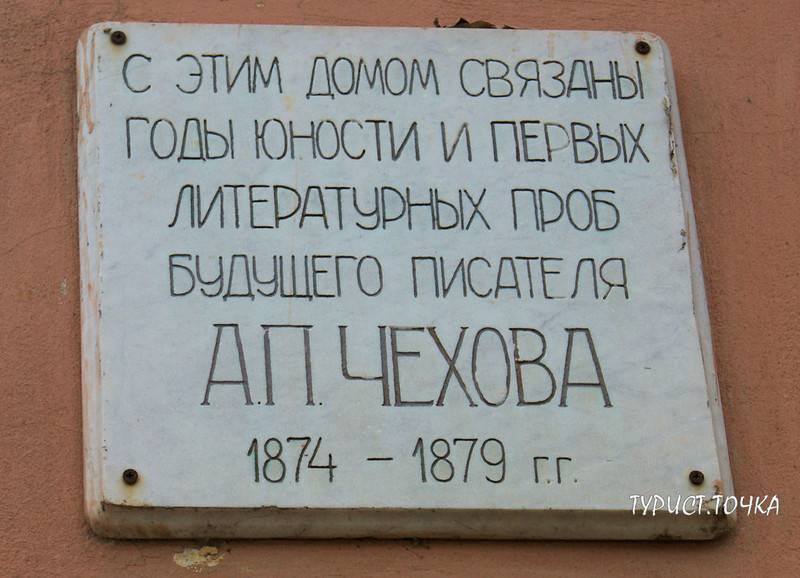 С ЭТИМ ДОМОМ СВЯЗАНЫ
ГОДЫ ЮНОСТИ И ПЕРВЫХ
ЛИТЕРАТУРНЫХ ПРОБ
БУДУЩЕГО ПИСАТЕЛЯ
А.П. ЧЕХОВА
1874 – 1879 г.г.
ТУРИСТ.ТОЧКА